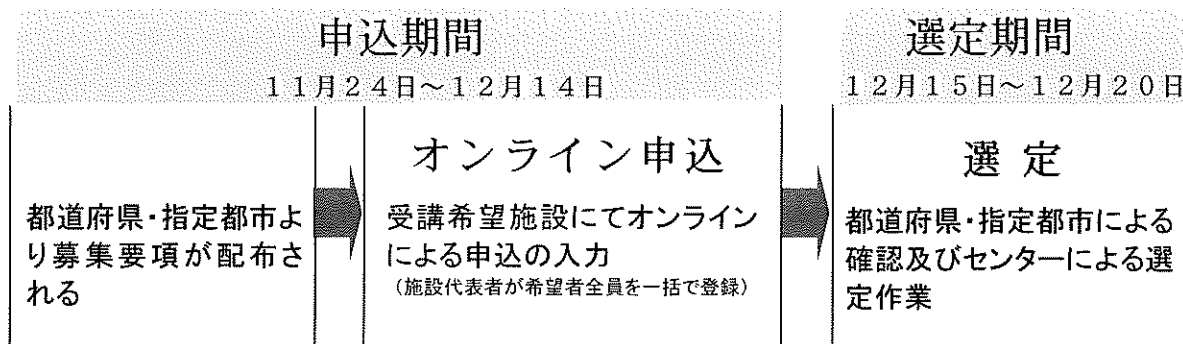 申込期間
11月24日～12月14日
選定期間
12月15日～12月20日
都道府県・指定都市よ
り募集要項が配布さ
れる
オンライン申込
受講希望施設にてオンライン
による申込の入力
(施設代表者が希望者全員を一括で登録)
選 定
都道府県・指定都市による
確認及びセンターによる選
定作業